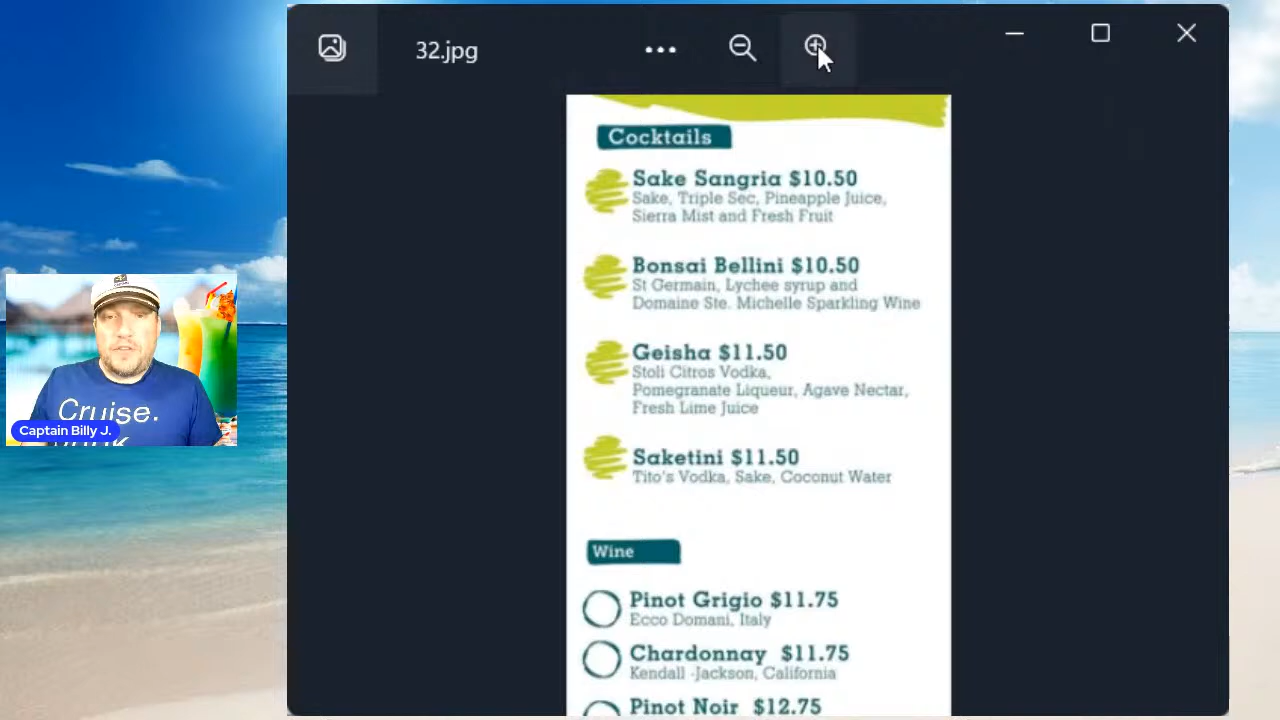 32.jpg
Cocktails
Sake Sangria $10.50
Sake, Triple Sec, Pineapple Juice,
Sierra Mist and Fresh Fruit
Bonsai Bellini $10.50
St Germain, Lychee syrup and
Domaine Ste. Michelle Sparkling Wine
Geisha $11.50
Stoli Citros Vodka,
Pomegranate Liqueur, Agave Nectar,
Fresh Lime Juice
Saketini $11.50
Tito's Vodka, Sake, Coconut Water
Wine
Pinot Grigio $11.75
Ecco Domani, Italy
Chardonnay $11.75
Kendall -Jackson, California
Pinot Noir $12.75
Cruise.
Captain Billy J.